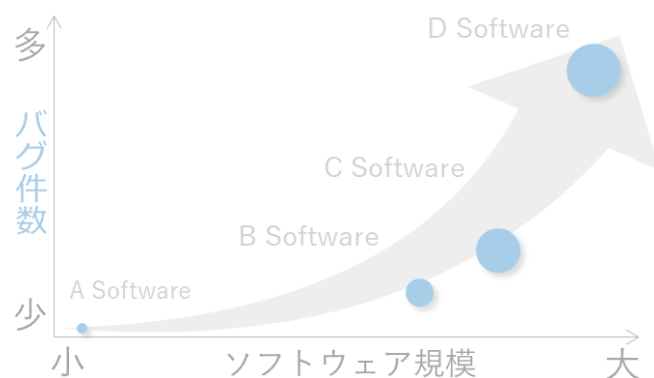 D Software
多
バグ件数
C Software
B Software
A Software
少
小
ソフトウェア規模
大